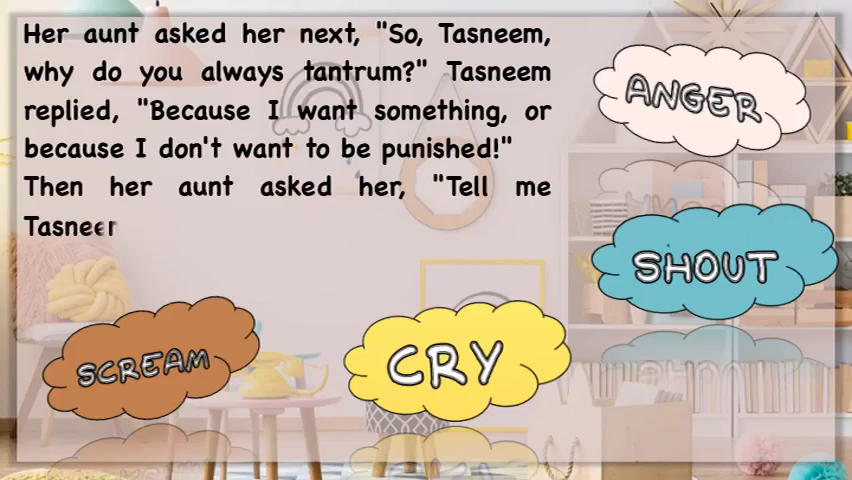 Her aunt asked her next, "So, Tasneem,
why do you always tantrum?" Tasneem
replied, "Because I want something, or
because I don't want to be punished!"
Then her aunt asked her, "Tell me
ANGER
SHOUT
SCREAM
CRY